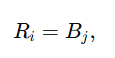 R_i = B_j,